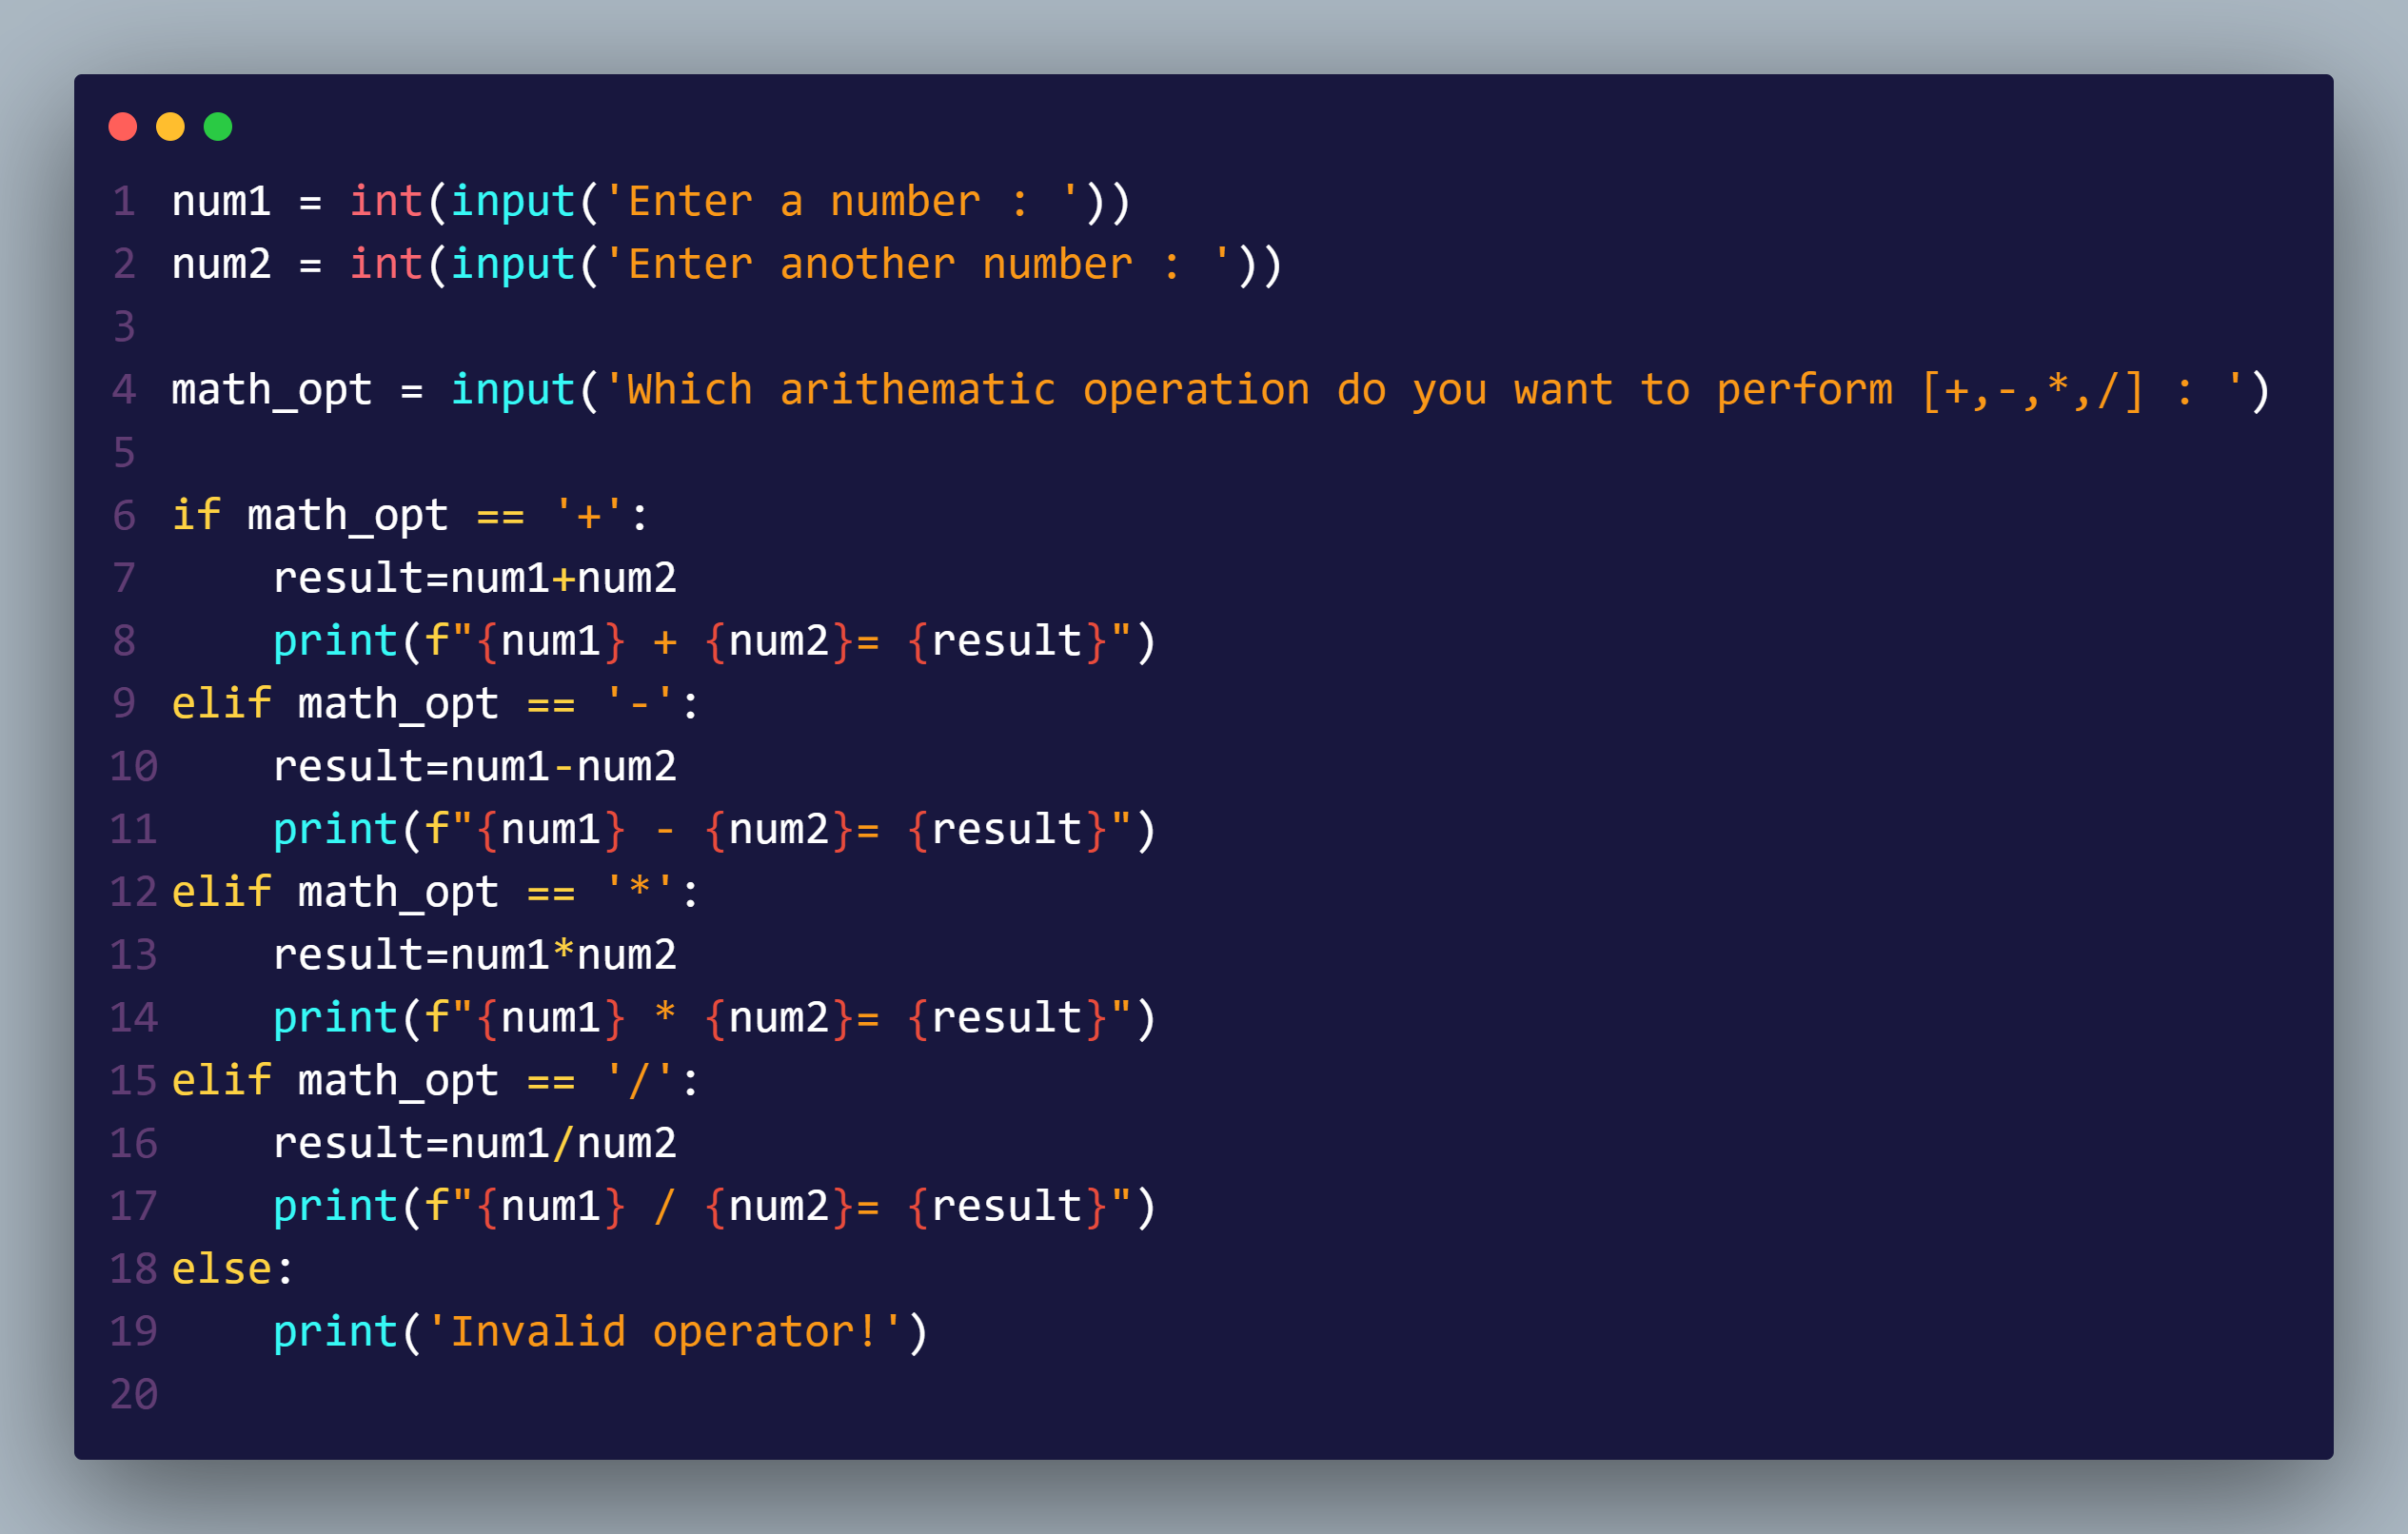 1 num1 = int(input('Enter a number : '))
2 num2 = int(input('Enter another number : '))
3
4 math_opt = input('Which arithematic operation do you want to perform [+,-,*,/] : ')
5
6 if math_opt == '+':
7     result=num1+num2
8     print(f"{num1} + {num2}= {result}")
9 elif math_opt == '-':
10     result=num1-num2
11     print(f"{num1} - {num2}= {result}")
12 elif math_opt == '*':
13     result=num1*num2
14     print(f"{num1} * {num2}= {result}")
15 elif math_opt == '/':
16     result=num1/num2
17     print(f"{num1} / {num2}= {result}")
18 else:
19     print('Invalid operator!')
20